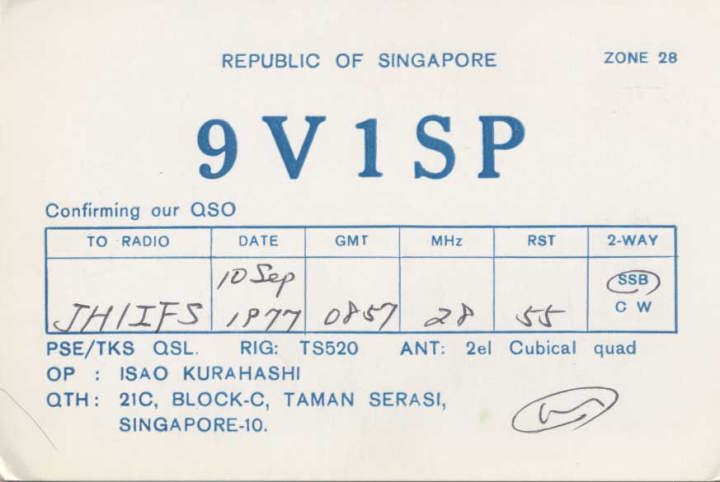 REPUBLIC OF SINGAPORE ZONE 28
9V1SP
Confirming our QSO
TO RADIO DATE GMT MHz RST 2-WAY
10 Sep SSB
JH1IFS 1977 0857 28 55 CW
PSE/TKS QSL. RIG: TS520 ANT: 2el Cubical quad
OP : ISAO KURAHASHI
QTH: 21C, BLOCK-C, TAMAN SERASI,
SINGAPORE-10.